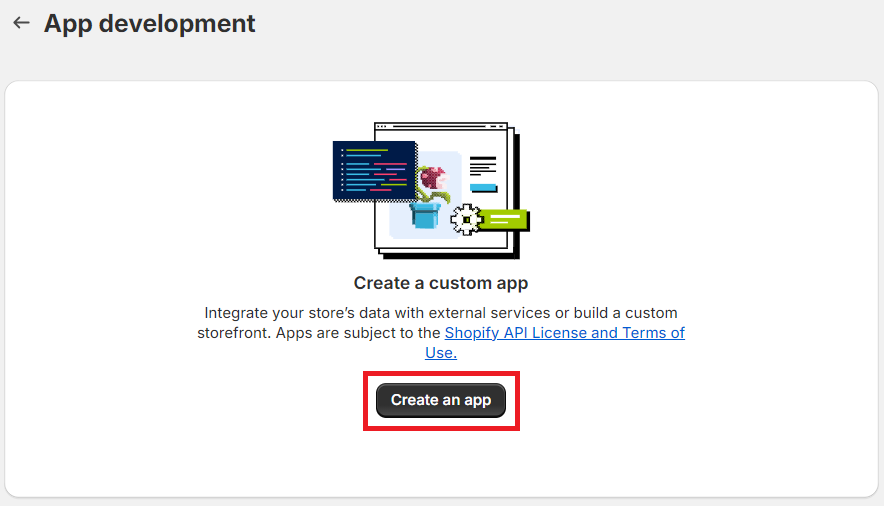 App development
Create a custom app
Integrate your store's data with external services or build a custom
storefront. Apps are subject to the Shopify API License and Terms of
Use.
Create an app